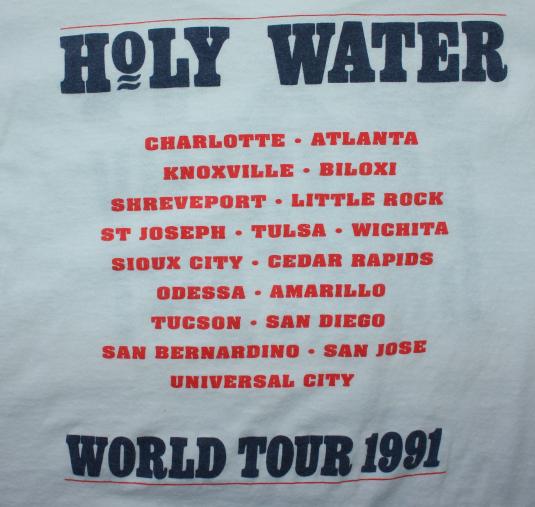 HOLY WATER
CHARLOTTE • ATLANTA
KNOXVILLE • BILOXI
SHREVEPORT • LITTLE ROCK
ST JOSEPH • TULSA • WICHITA
SIOUX CITY • CEDAR RAPIDS
ODESSA • AMARILLO
TUCSON • SAN DIEGO
SAN BERNARDINO • SAN JOSE
UNIVERSAL CITY
WORLD TOUR 1991